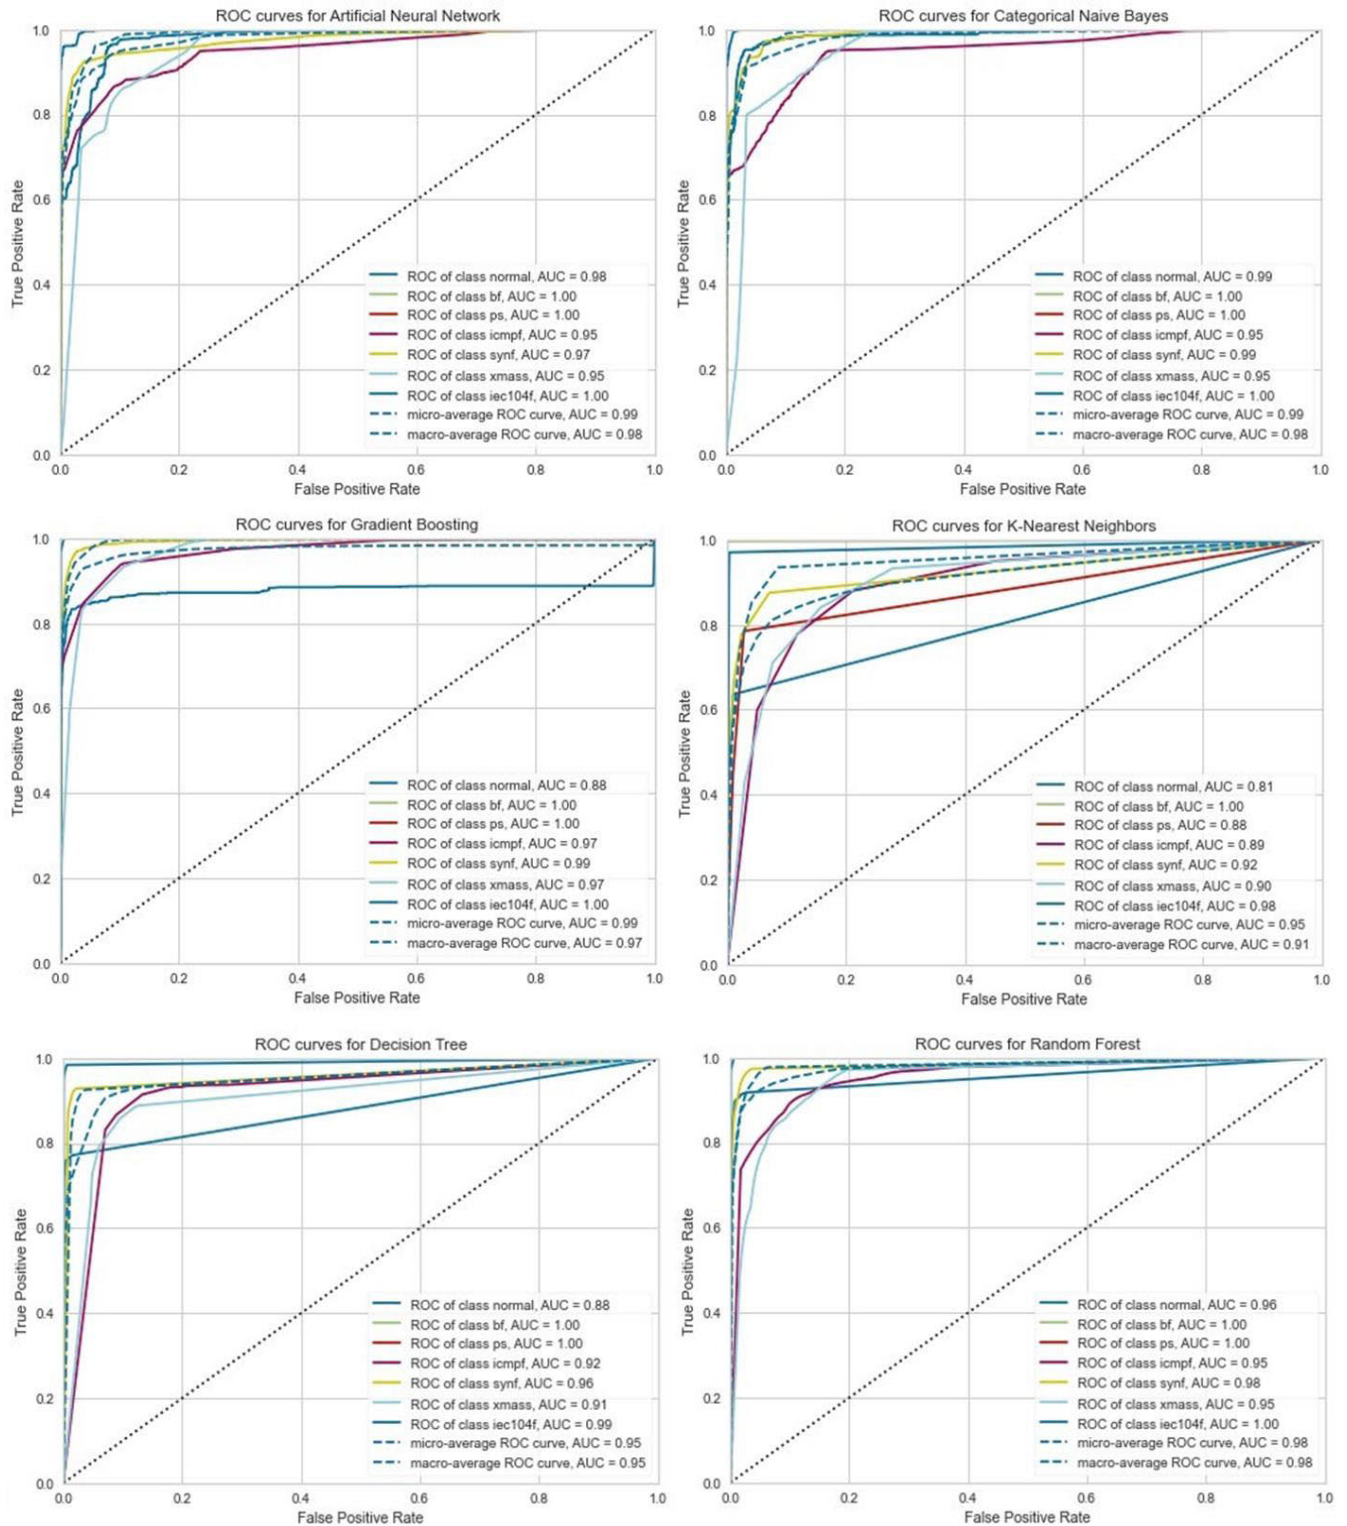 ROC curves for Artificial Neural Network
True Positive Rate
1.0
0.8
0.6
0.4
0.2
0.0
ROC of class normal, AUC = 0.98
ROC of class bf, AUC = 1.00
ROC of class ps, AUC = 1.00
ROC of class icmpf, AUC = 0.95
ROC of class synf, AUC = 0.97
ROC of class xmass, AUC = 0.95
ROC of class iec104f, AUC = 1.00
micro-average ROC curve, AUC = 0.99
macro-average ROC curve, AUC = 0.98
0.0 0.2 0.4 0.6 0.8 1.0
False Positive Rate
ROC curves for Categorical Naive Bayes
True Positive Rate
1.0
0.8
0.6
0.4
0.2
0.0
ROC of class normal, AUC = 0.99
ROC of class bf, AUC = 1.00
ROC of class ps, AUC = 1.00
ROC of class icmpf, AUC = 0.95
ROC of class synf, AUC = 0.99
ROC of class xmass, AUC = 0.95
ROC of class iec104f, AUC = 1.00
micro-average ROC curve, AUC = 0.99
macro-average ROC curve, AUC = 0.98
0.0 0.2 0.4 0.6 0.8 1.0
False Positive Rate
ROC curves for Gradient Boosting
True Positive Rate
1.0
0.8
0.6
0.4
0.2
0.0
ROC of class normal, AUC = 0.88
ROC of class bf, AUC = 1.00
ROC of class ps, AUC = 1.00
ROC of class icmpf, AUC = 0.97
ROC of class synf, AUC = 0.99
ROC of class xmass, AUC = 0.97
ROC of class iec104f, AUC = 1.00
micro-average ROC curve, AUC = 0.99
macro-average ROC curve, AUC = 0.97
0.0 0.2 0.4 0.6 0.8 1.0
False Positive Rate
ROC curves for K-Nearest Neighbors
True Positive Rate
1.0
0.8
0.6
0.4
0.2
0.0
ROC of class normal, AUC = 0.81
ROC of class bf, AUC = 1.00
ROC of class ps, AUC = 0.88
ROC of class icmpf, AUC = 0.89
ROC of class synf, AUC = 0.92
ROC of class xmass, AUC = 0.90
ROC of class iec104f, AUC = 0.98
micro-average ROC curve, AUC = 0.95
macro-average ROC curve, AUC = 0.91
0.0 0.2 0.4 0.6 0.8 1.0
False Positive Rate
ROC curves for Decision Tree
True Positive Rate
1.0
0.8
0.6
0.4
0.2
0.0
ROC of class normal, AUC = 0.88
ROC of class bf, AUC = 1.00
ROC of class ps, AUC = 1.00
ROC of class icmpf, AUC = 0.92
ROC of class synf, AUC = 0.96
ROC of class xmass, AUC = 0.91
ROC of class iec104f, AUC = 0.99
micro-average ROC curve, AUC = 0.95
macro-average ROC curve, AUC = 0.95
0.0 0.2 0.4 0.6 0.8 1.0
False Positive Rate
ROC curves for Random Forest
True Positive Rate
1.0
0.8
0.6
0.4
0.2
0.0
ROC of class normal, AUC = 0.96
ROC of class bf, AUC = 1.00
ROC of class ps, AUC = 1.00
ROC of class icmpf, AUC = 0.95
ROC of class synf, AUC = 0.98
ROC of class xmass, AUC = 0.95
ROC of class iec104f, AUC = 1.00
micro-average ROC curve, AUC = 0.98
macro-average ROC curve, AUC = 0.98
0.0 0.2 0.4 0.6 0.8 1.0
False Positive Rate